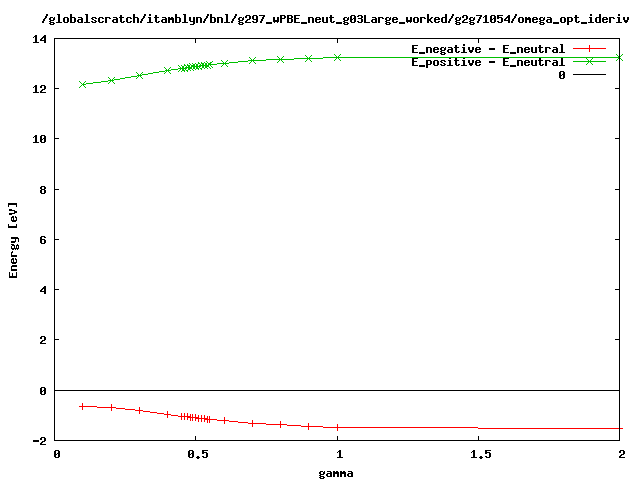 /globalscratch/itamblyn/bnl/g297_wPBE_neut_g03Large_worked/g2g71054/omega_opt_ideriv
E_negative - E_neutral
E_positive - E_neutral
0
14
12
10
8
6
4
2
0
-2
Energy [eV]
0 0.5 1 1.5 2
gamma